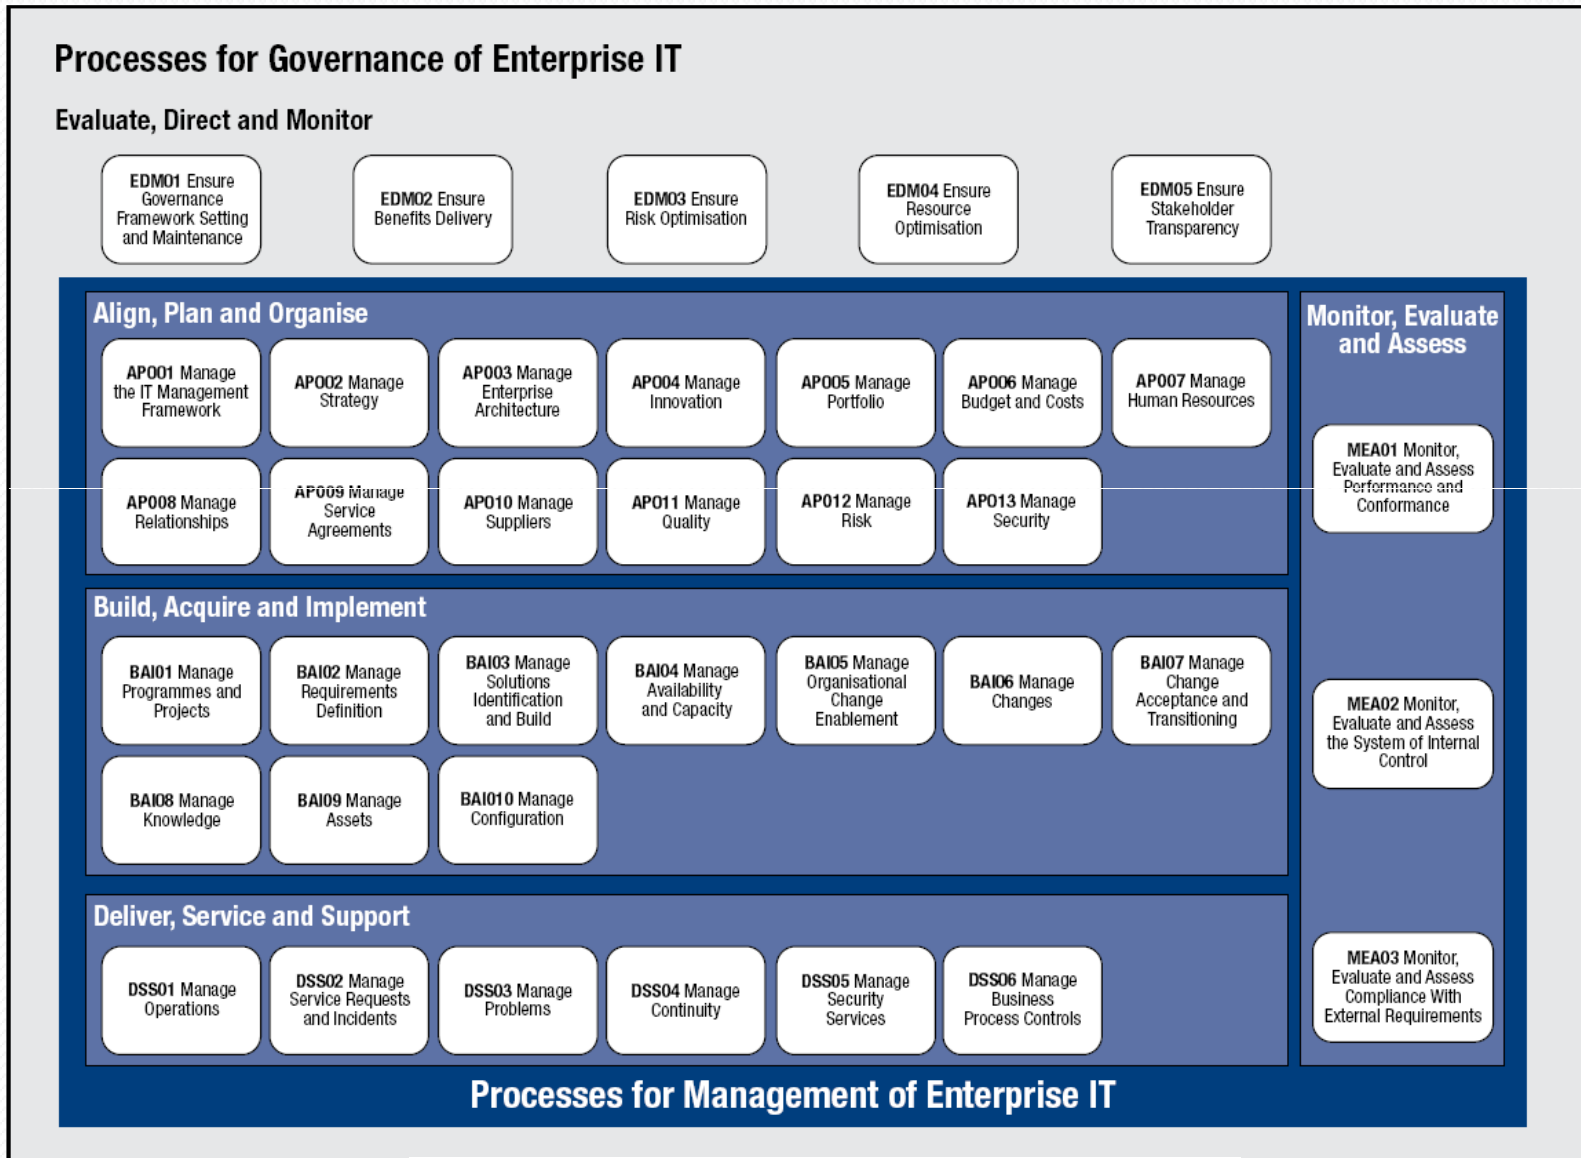 Processes for Governance of Enterprise IT
Evaluate, Direct and Monitor
EDM01 Ensure
Governance
Framework Setting
and Maintenance
EDM02 Ensure
Benefits Delivery
EDM03 Ensure
Risk Optimisation
EDM04 Ensure
Resource
Optimisation
EDM05 Ensure
Stakeholder
Transparency
Align, Plan and Organise
APO01 Manage
the IT Management
Framework
APO02 Manage
Strategy
APO03 Manage
Enterprise
Architecture
APO04 Manage
Innovation
APO05 Manage
Portfolio
APO06 Manage
Budget and Costs
APO07 Manage
Human Resources
APO08 Manage
Relationships
APO09 Manage
Service
Agreements
APO10 Manage
Suppliers
APO11 Manage
Quality
APO12 Manage
Risk
APO13 Manage
Security
Build, Acquire and Implement
BAI01 Manage
Programmes and
Projects
BAI02 Manage
Requirements
Definition
BAI03 Manage
Solutions
Identification
and Build
BAI04 Manage
Availability
and Capacity
BAI05 Manage
Organisational
Change
Enablement
BAI06 Manage
Changes
BAI07 Manage
Change
Acceptance and
Transitioning
BAI08 Manage
Knowledge
BAI09 Manage
Assets
BAI010 Manage
Configuration
Deliver, Service and Support
DSS01 Manage
Operations
DSS02 Manage
Service Requests
and Incidents
DSS03 Manage
Problems
DSS04 Manage
Continuity
DSS05 Manage
Security
Services
DSS06 Manage
Business
Process Controls
Monitor, Evaluate
and Assess
MEA01 Monitor,
Evaluate and Assess
Performance and
Conformance
MEA02 Monitor,
Evaluate and Assess
the System of Internal
Control
MEA03 Monitor,
Evaluate and Assess
Compliance With
External Requirements
Processes for Management of Enterprise IT